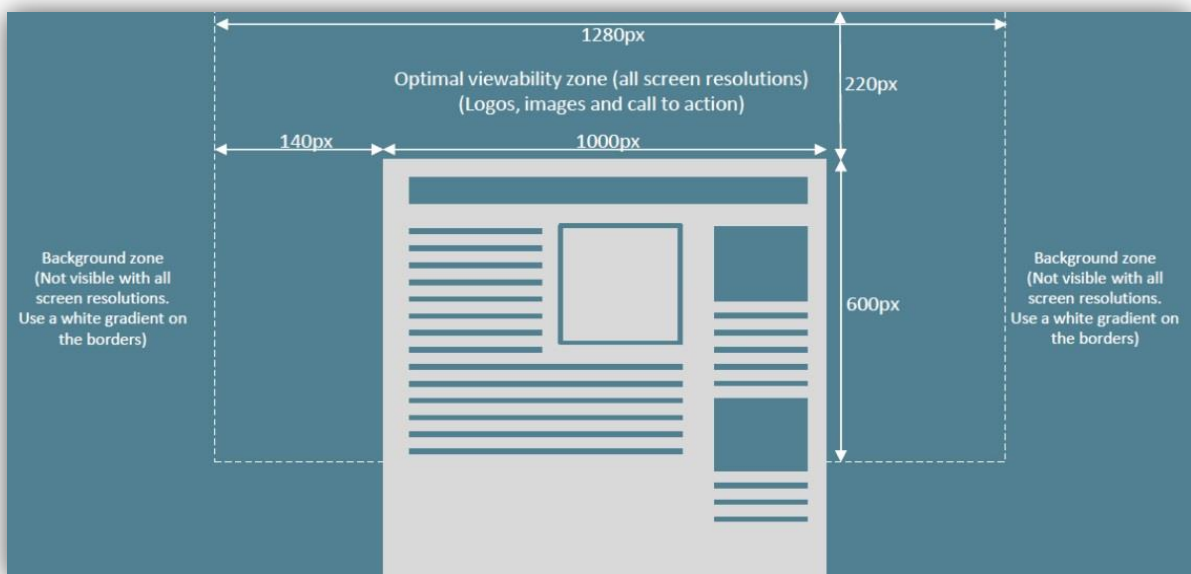 1280px
Optimal viewability zone (all screen resolutions)
(Logos, images and call to action)
220px
140px
1000px
Background zone
(Not visible with all
screen resolutions.
Use a white gradient on
the borders)
600px
Background zone
(Not visible with all
screen resolutions.
Use a white gradient on
the borders)